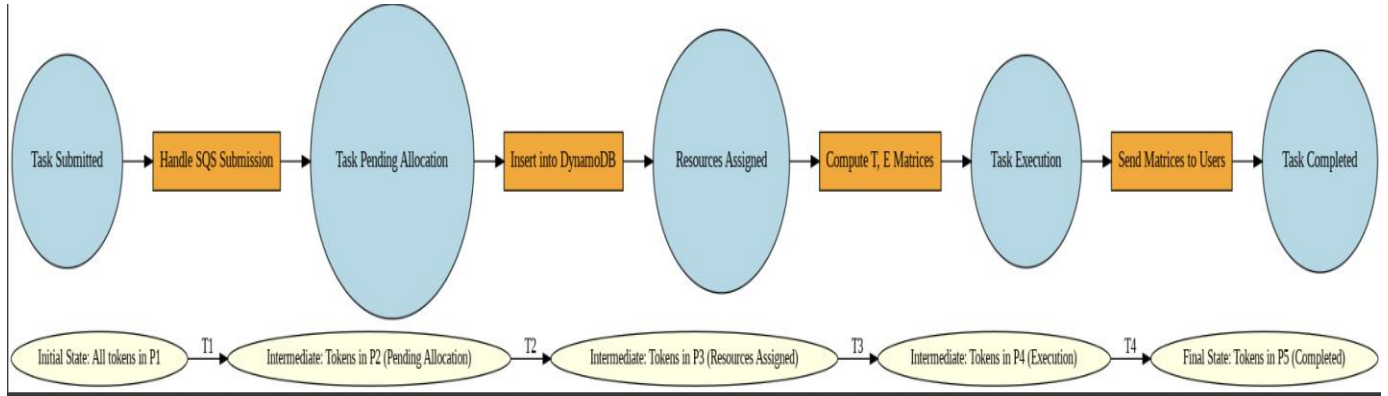 Task Submitted
Handle SQS Submission
Task Pending Allocation
Insert into DynamoDB
Resources Assigned
Compute T, E Matrices
Task Execution
Send Matrices to Users
Task Completed
Initial State: All tokens in P1
T1
Intermediate: Tokens in P2 (Pending Allocation)
T2
Intermediate: Tokens in P3 (Resources Assigned)
T3
Intermediate: Tokens in P4 (Execution)
T4
Final State: Tokens in P5 (Completed)